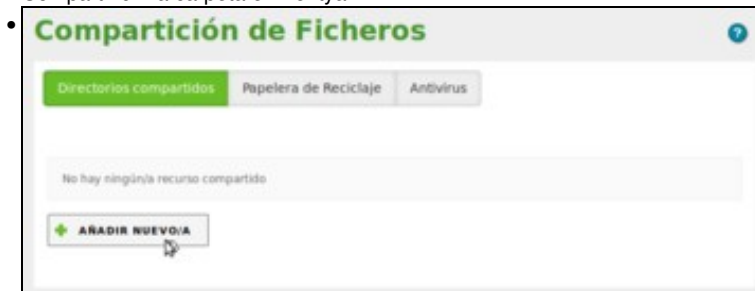 Compartición de Ficheros
Directorios compartidos Papelera de Reciclaje Antivirus
No hay ningún/a recurso compartido
AÑADIR NUEVO/A